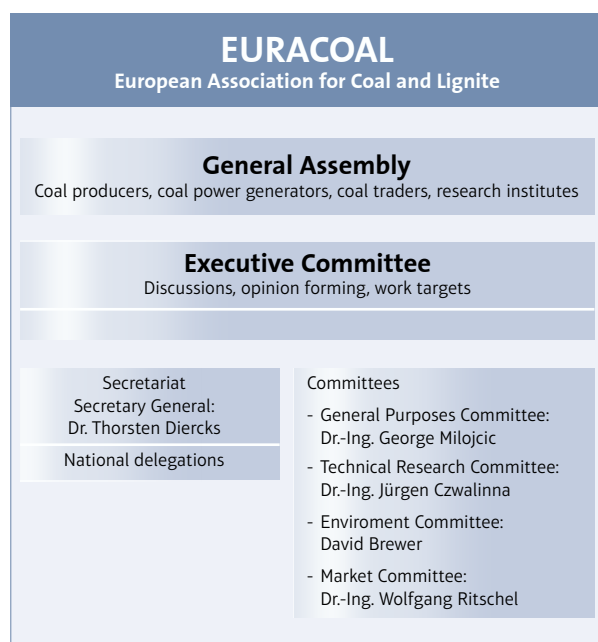 EURACOAL
European Association for Coal and Lignite
General Assembly
Coal producers, coal power generators, coal traders, research institutes
Executive Committee
Discussions, opinion forming, work targets
Secretariat
Secretary General:
Dr. Thorsten Diercks
National delegations
Committees
- General Purposes Committee:
Dr.-Ing. George Milojcic
- Technical Research Committee:
Dr.-Ing. Jürgen Czwalinna
- Enviroment Committee:
David Brewer
- Market Committee:
Dr.-Ing. Wolfgang Ritschel